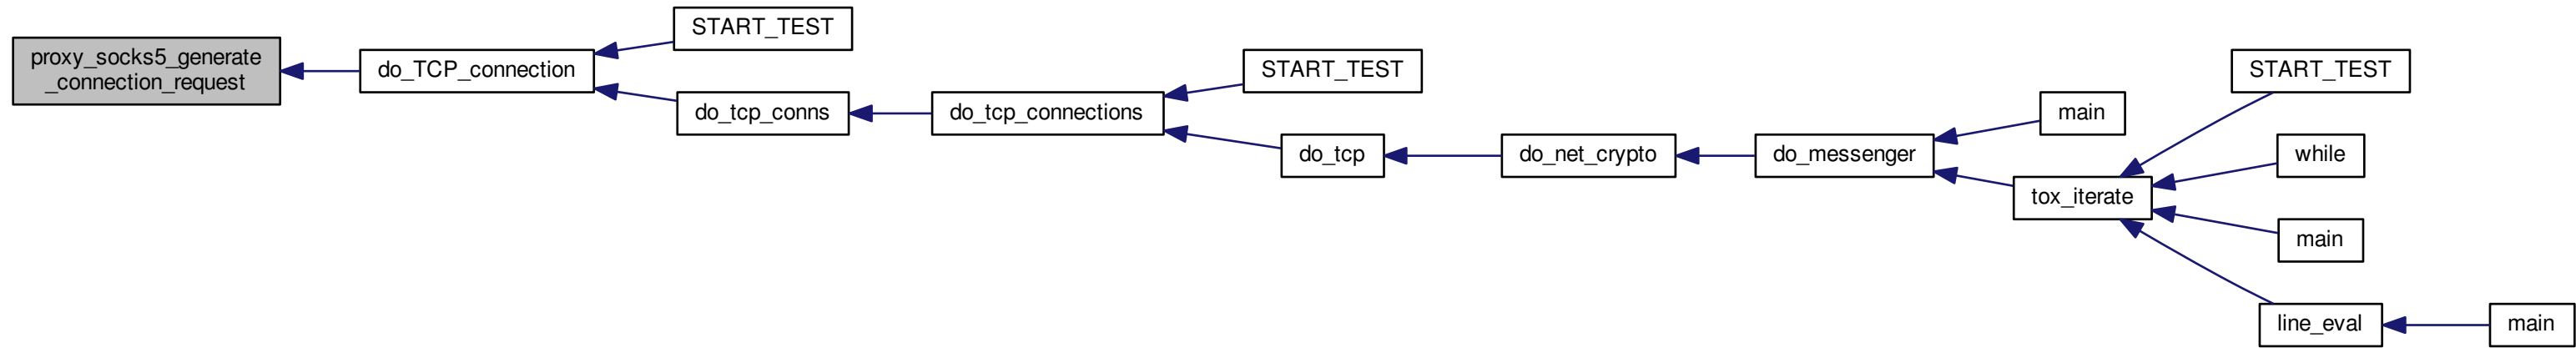 proxy_socks5_generate
_connection_request
do_TCP_connection
START_TEST
do_tcp_conns
do_tcp_connections
START_TEST
do_tcp
do_net_crypto
do_messenger
main
tox_iterate
START_TEST
while
main
line_eval
main